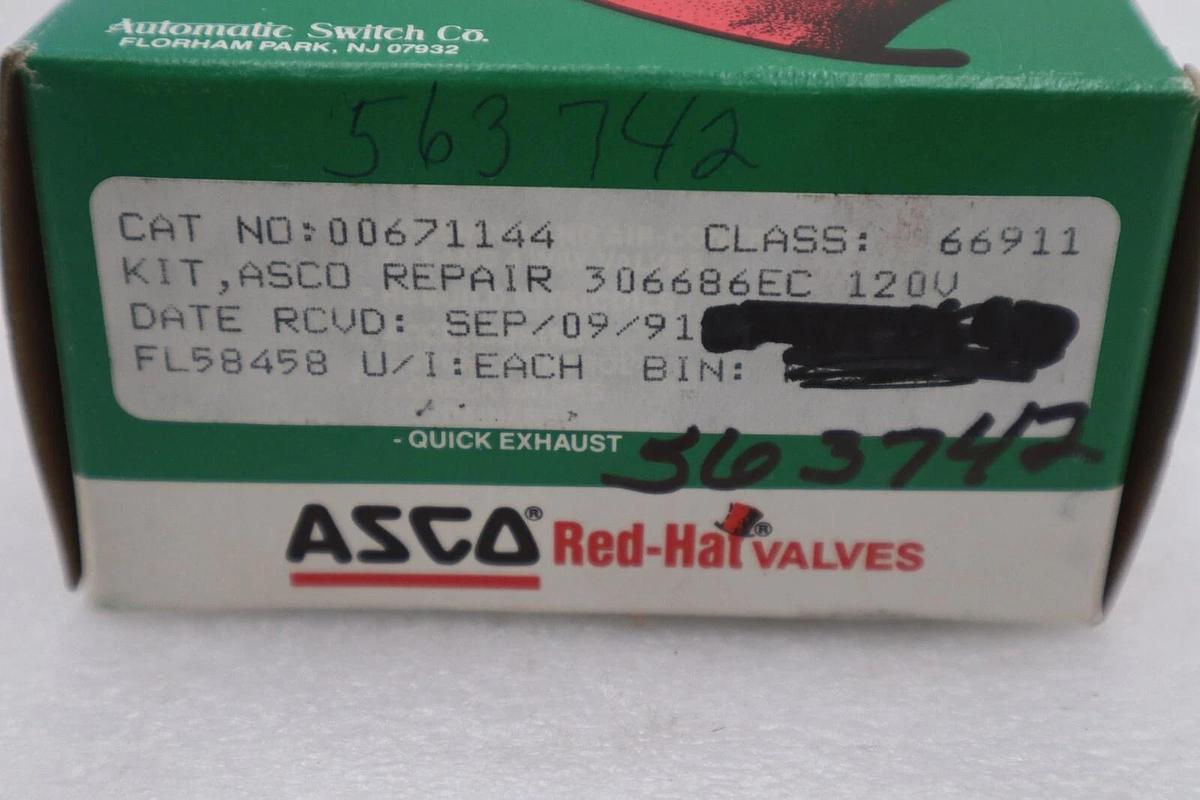 Automatic Switch Co.
FLORHAM PARK, NJ 07932
563742
CAT NO:00671144 CLASS: 66911
KIT,ASCO REPAIR 306686EC 120V
DATE RCVD: SEP/09/91
FL58458 U/I:EACH BIN:
- QUICK EXHAUST
563742
ASCO® Red-Hat® VALVES